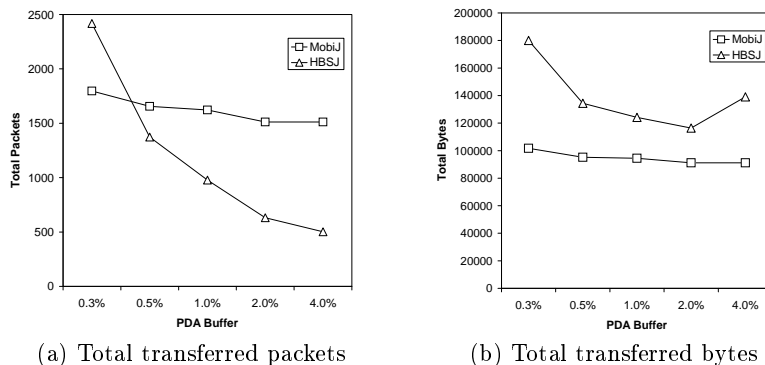 2500
2000
1500
1000
500
0
Total Packets
MobiJ
HBSJ
0.3% 0.5% 1.0% 2.0% 4.0%
PDA Buffer
(a) Total transferred packets
200000
180000
160000
140000
120000
100000
80000
60000
40000
20000
0
Total Bytes
MobiJ
HBSJ
0.3% 0.5% 1.0% 2.0% 4.0%
PDA Buffer
(b) Total transferred bytes